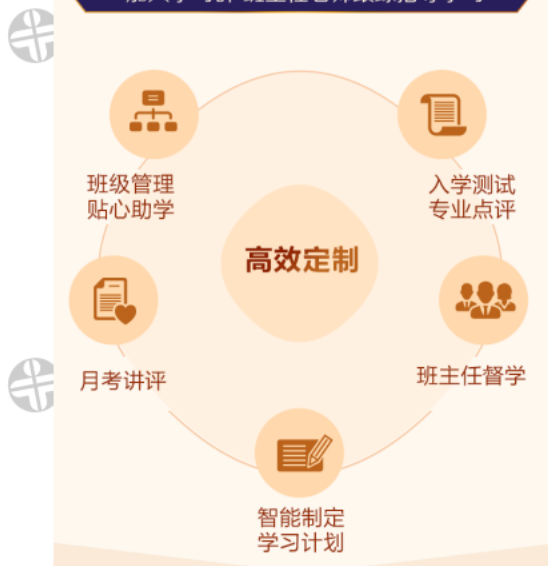 班级管理
贴心助学
入学测试
专业点评
高效定制
月考讲评
班主任督学
智能制定
学习计划